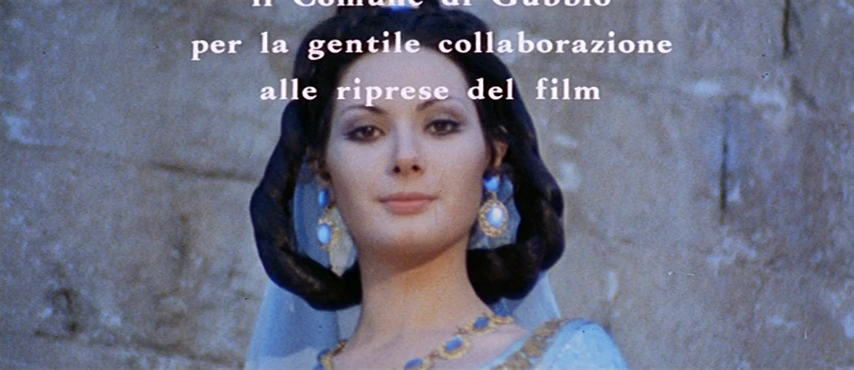 il Comune di Gubbio
per la gentile collaborazione
alle riprese del film